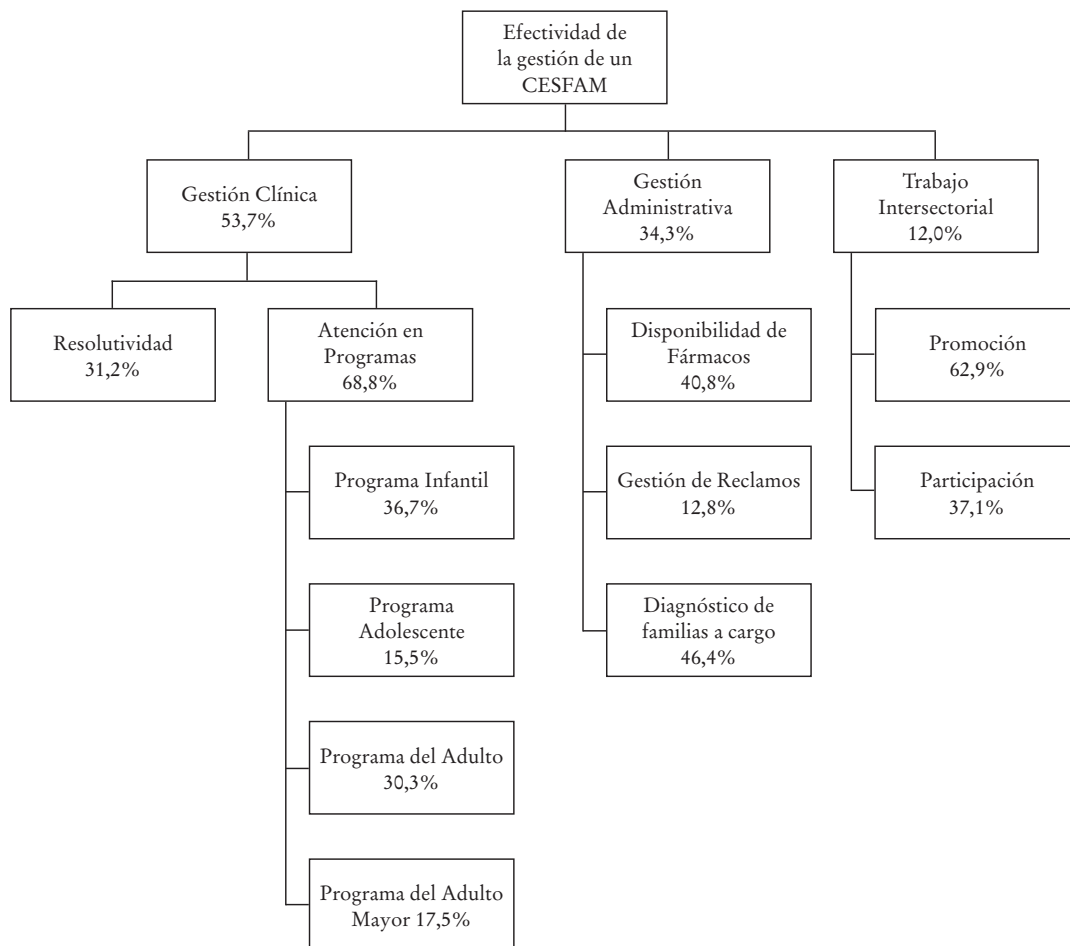 Efectividad de
la gestión de un
CESFAM
Gestión Clínica
53,7%
Gestión
Administrativa
34,3%
Trabajo
Intersectorial
12,0%
Resolutividad
31,2%
Atención en
Programas
68,8%
Disponibilidad de
Fármacos
40,8%
Promoción
62,9%
Programa Infantil
36,7%
Gestión de Reclamos
12,8%
Participación
37,1%
Programa
Adolescente
15,5%
Diagnóstico de
familias a cargo
46,4%
Programa del Adulto
30,3%
Programa del Adulto
Mayor 17,5%